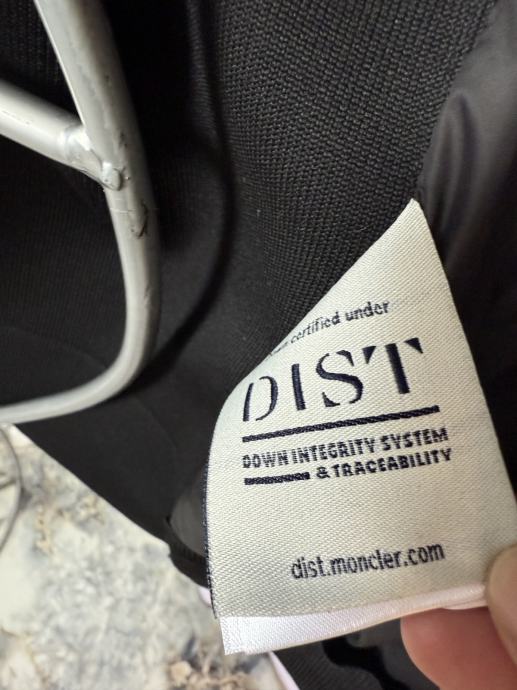 certified under
DIST
DOWN INTEGRITY SYSTEM
& TRACEABILITY
dist.moncler.com